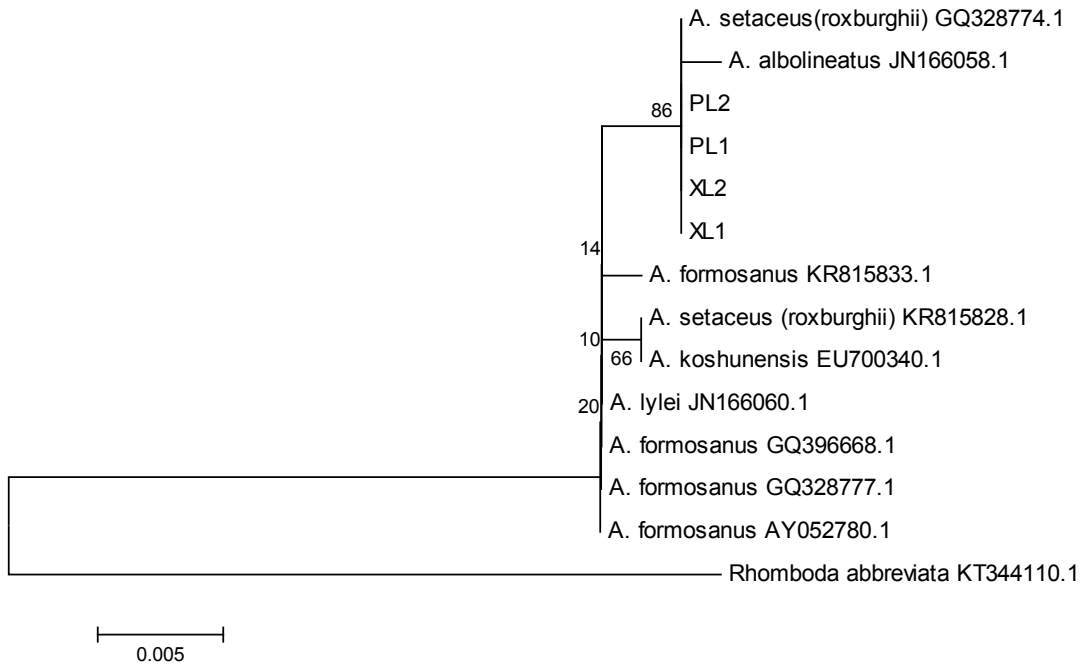 A. setaceus(roxburghii) GQ328774.1
A. albolineatus JN166058.1
PL2
86
PL1
XL2
XL1
14
A. formosanus KR815833.1
A. setaceus (roxburghii) KR815828.1
10
66
A. koshunensis EU700340.1
20
A. lylei JN166060.1
A. formosanus GQ396668.1
A. formosanus GQ328777.1
A. formosanus AY052780.1
Rhomboda abbreviata KT344110.1
0.005